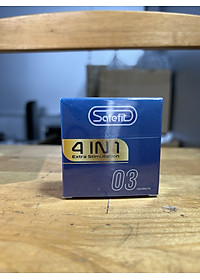 Safefit
4 IN 1
Extra Stimulation
03